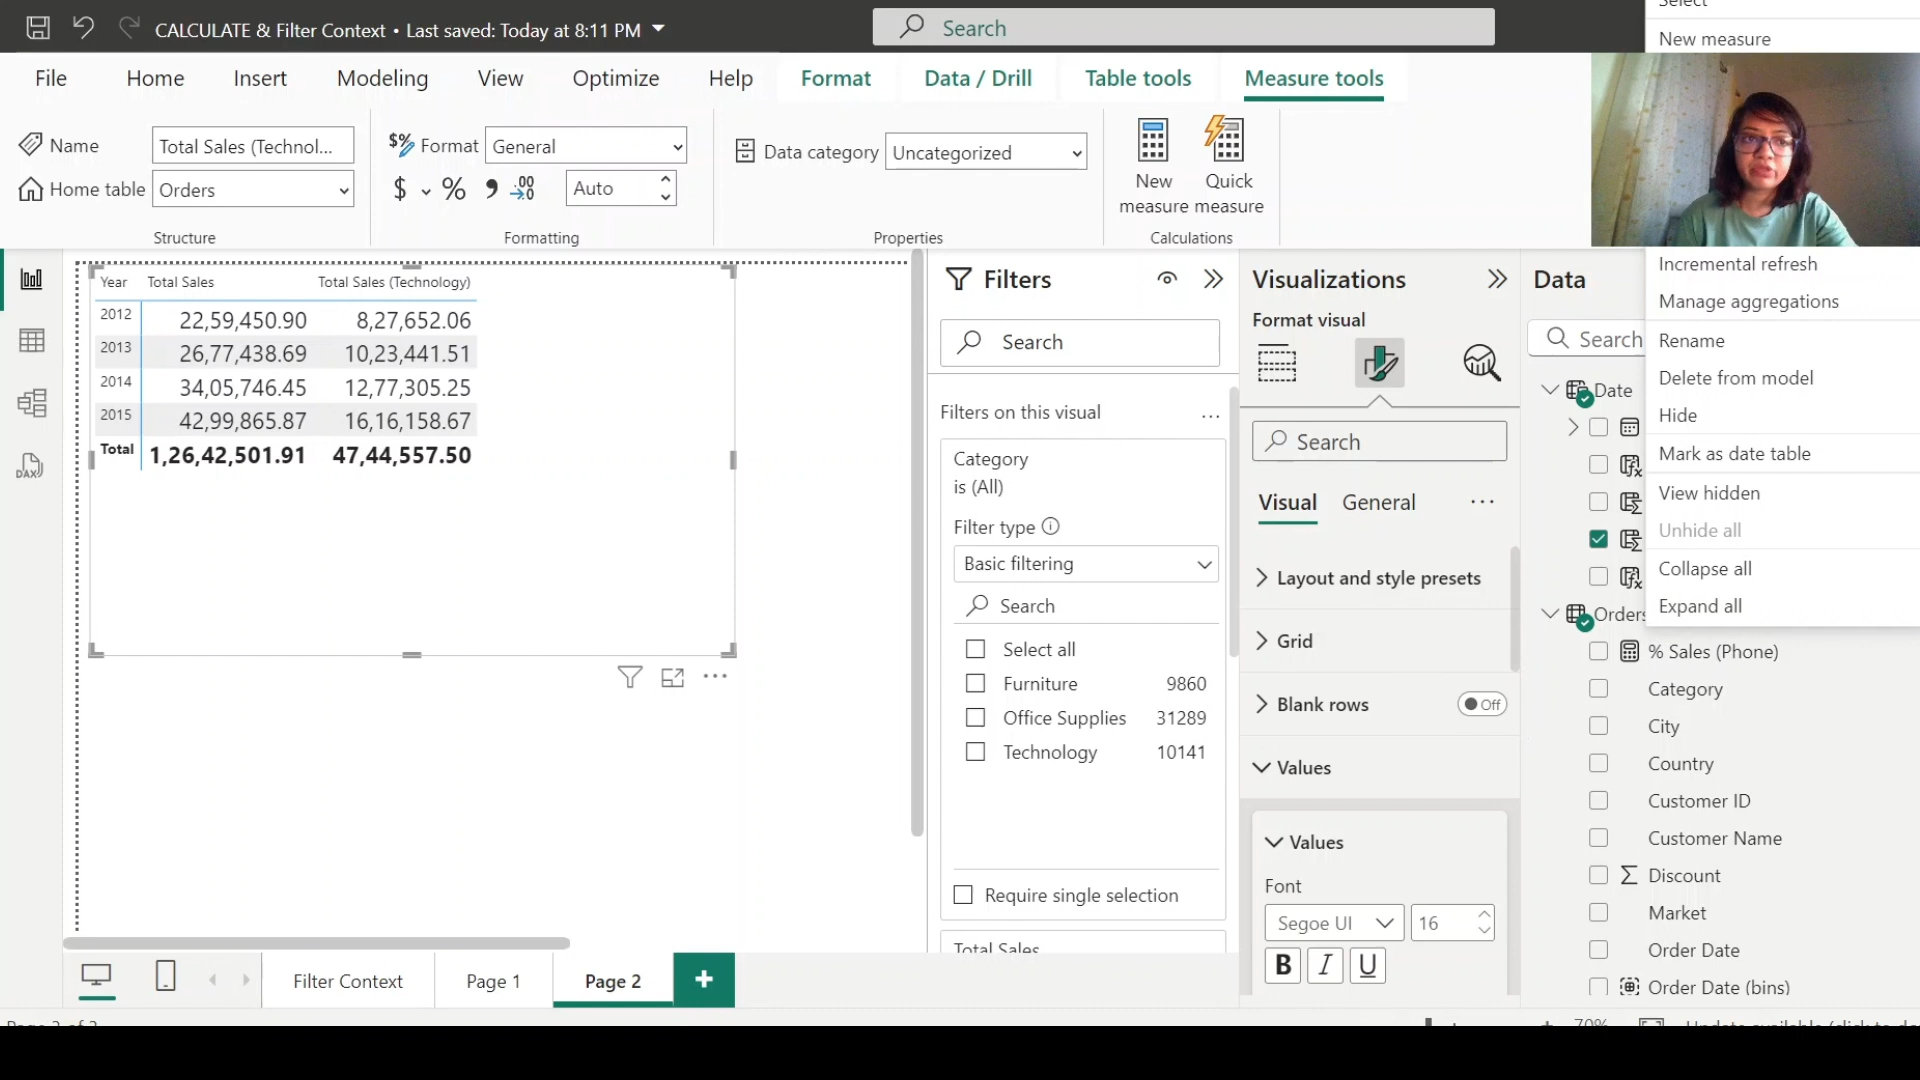 CALCULATE & Filter Context • Last saved: Today at 8:11 PM
Search
Select
New measure
File Home Insert Modeling View Optimize Help Format Data / Drill Table tools Measure tools
Name Total Sales (Technol...
$% Format General
Data category Uncategorized
Home table Orders
$ % 9 .00 →.0 Auto
New measure
Quick measure
Structure Formatting Properties Calculations
Year Total Sales Total Sales (Technology)
2012 22,59,450.90 8,27,652.06
2013 26,77,438.69 10,23,441.51
2014 34,05,746.45 12,77,305.25
2015 42,99,865.87 16,16,158.67
Total 1,26,42,501.91 47,44,557.50
DAX
Filters
Search
Filters on this visual ...
Category
is (All)
Filter type
Basic filtering
Search
Select all
Furniture 9860
Office Supplies 31289
Technology 10141
Require single selection
Total Sales
Visualizations
Format visual
Search
Visual General ...
Layout and style presets
Grid
Blank rows Off
Values
Values
Font
Segoe UI 16
B I U
Data
Search
Date
Orders
% Sales (Phone)
Category
City
Country
Customer ID
Customer Name
Discount
Market
Order Date
Order Date (bins)
Incremental refresh
Manage aggregations
Rename
Delete from model
Hide
Mark as date table
View hidden
Unhide all
Collapse all
Expand all
Filter Context Page 1 Page 2 +
Page 2 of 2
70%